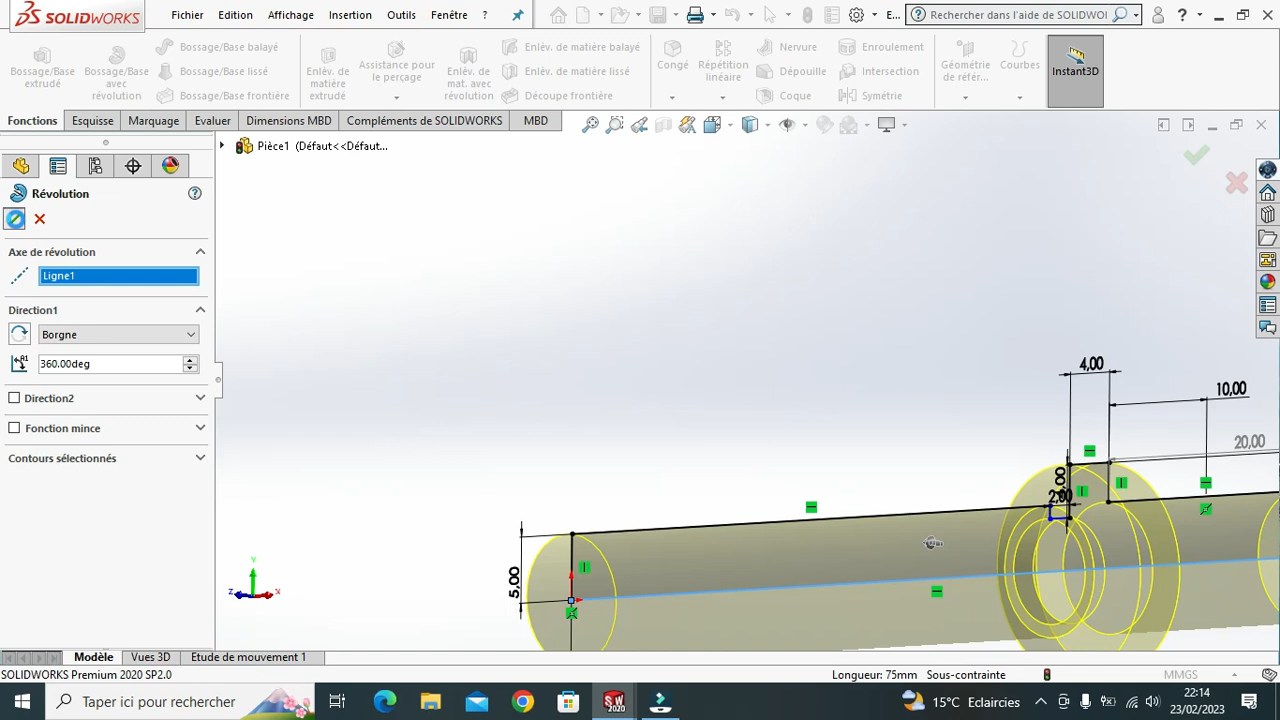 SOLIDWORKS Fichier Edition Affichage Insertion Outils Fenêtre ? E... Rechercher dans l'aide de SOLIDWOI ?
Bossage/Base extrudé
Bossage/Base avec révolution
Bossage/Base balayé
Bossage/Base lissé
Bossage/Base frontière
Enlèv. de matière extrudé
Assistance pour le perçage
Enlèv. de mat. avec révolution
Enlèv. de matière balayé
Enlèv. de matière lissé
Découpe frontière
Congé
Répétition linéaire
Nervure
Dépouille
Coque
Enroulement
Intersection
Symétrie
Géométrie de référ...
Courbes
Instant3D
Fonctions Esquisse Marquage Evaluer Dimensions MBD Compléments de SOLIDWORKS MBD
Pièce1 (Défaut<<Défaut...
Révolution
Axe de révolution
Ligne1
Direction1
Borgne
A1
360.00deg
Direction2
Fonction mince
Contours sélectionnés
4,00
10,00
20,00
2,00
5,00
Y
Z X
Modèle Vues 3D Etude de mouvement 1
SOLIDWORKS Premium 2020 SP2.0 Longueur: 75mm Sous-contrainte MMGS
Taper ici pour rechercher
SW 2020
15°C Eclaircies
22:14
23/02/2023